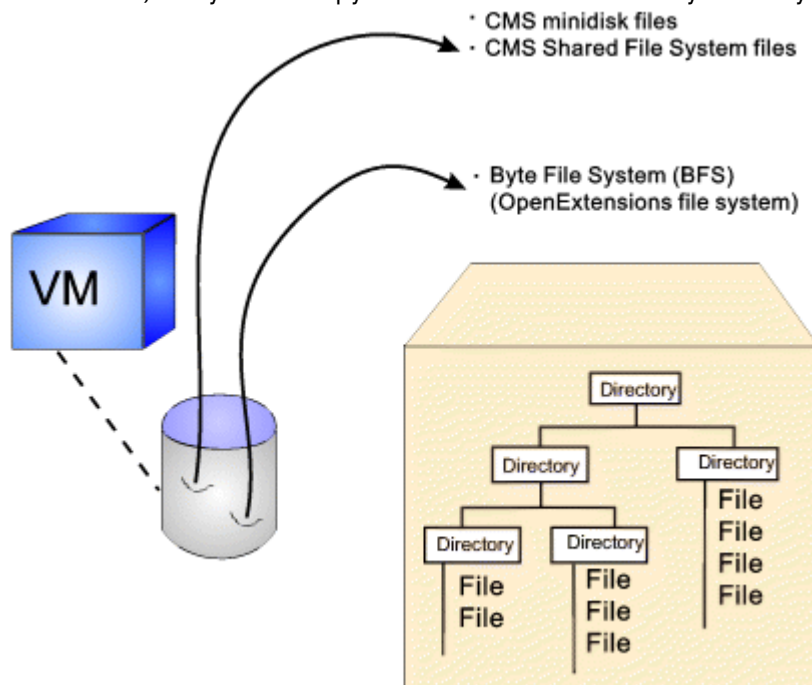 · CMS minidisk files
· CMS Shared File System files
· Byte File System (BFS)
(OpenExtensions file system)
VM
Directory
Directory
Directory
Directory
Directory
File
File
File
File
File
File
File
File
File